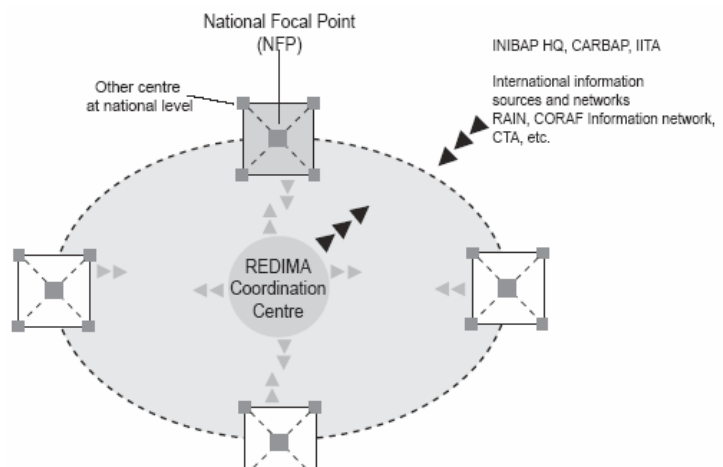 National Focal Point
(NFP)
INIBAP HQ, CARBAP, IITA
Other centre
at national level
International information
sources and networks
RAIN, CORAF Information network,
CTA, etc.
REDIMA
Coordination
Centre